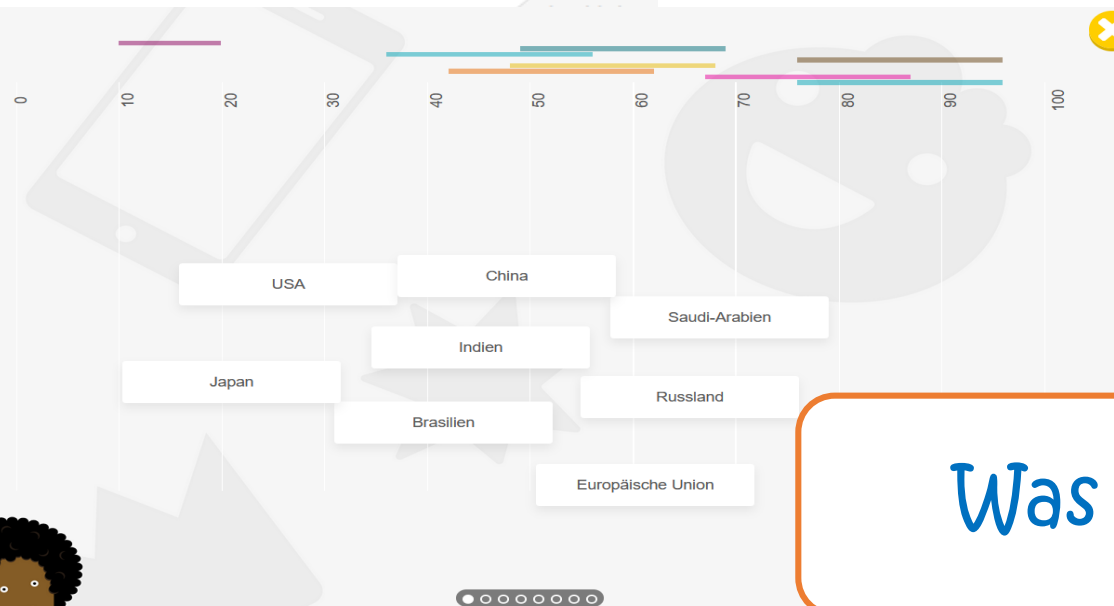 0 10 20 30 40 50 60 70 80 90 100
China
USA
Saudi-Arabien
Indien
Japan
Russland
Brasilien
Europäische Union
Was